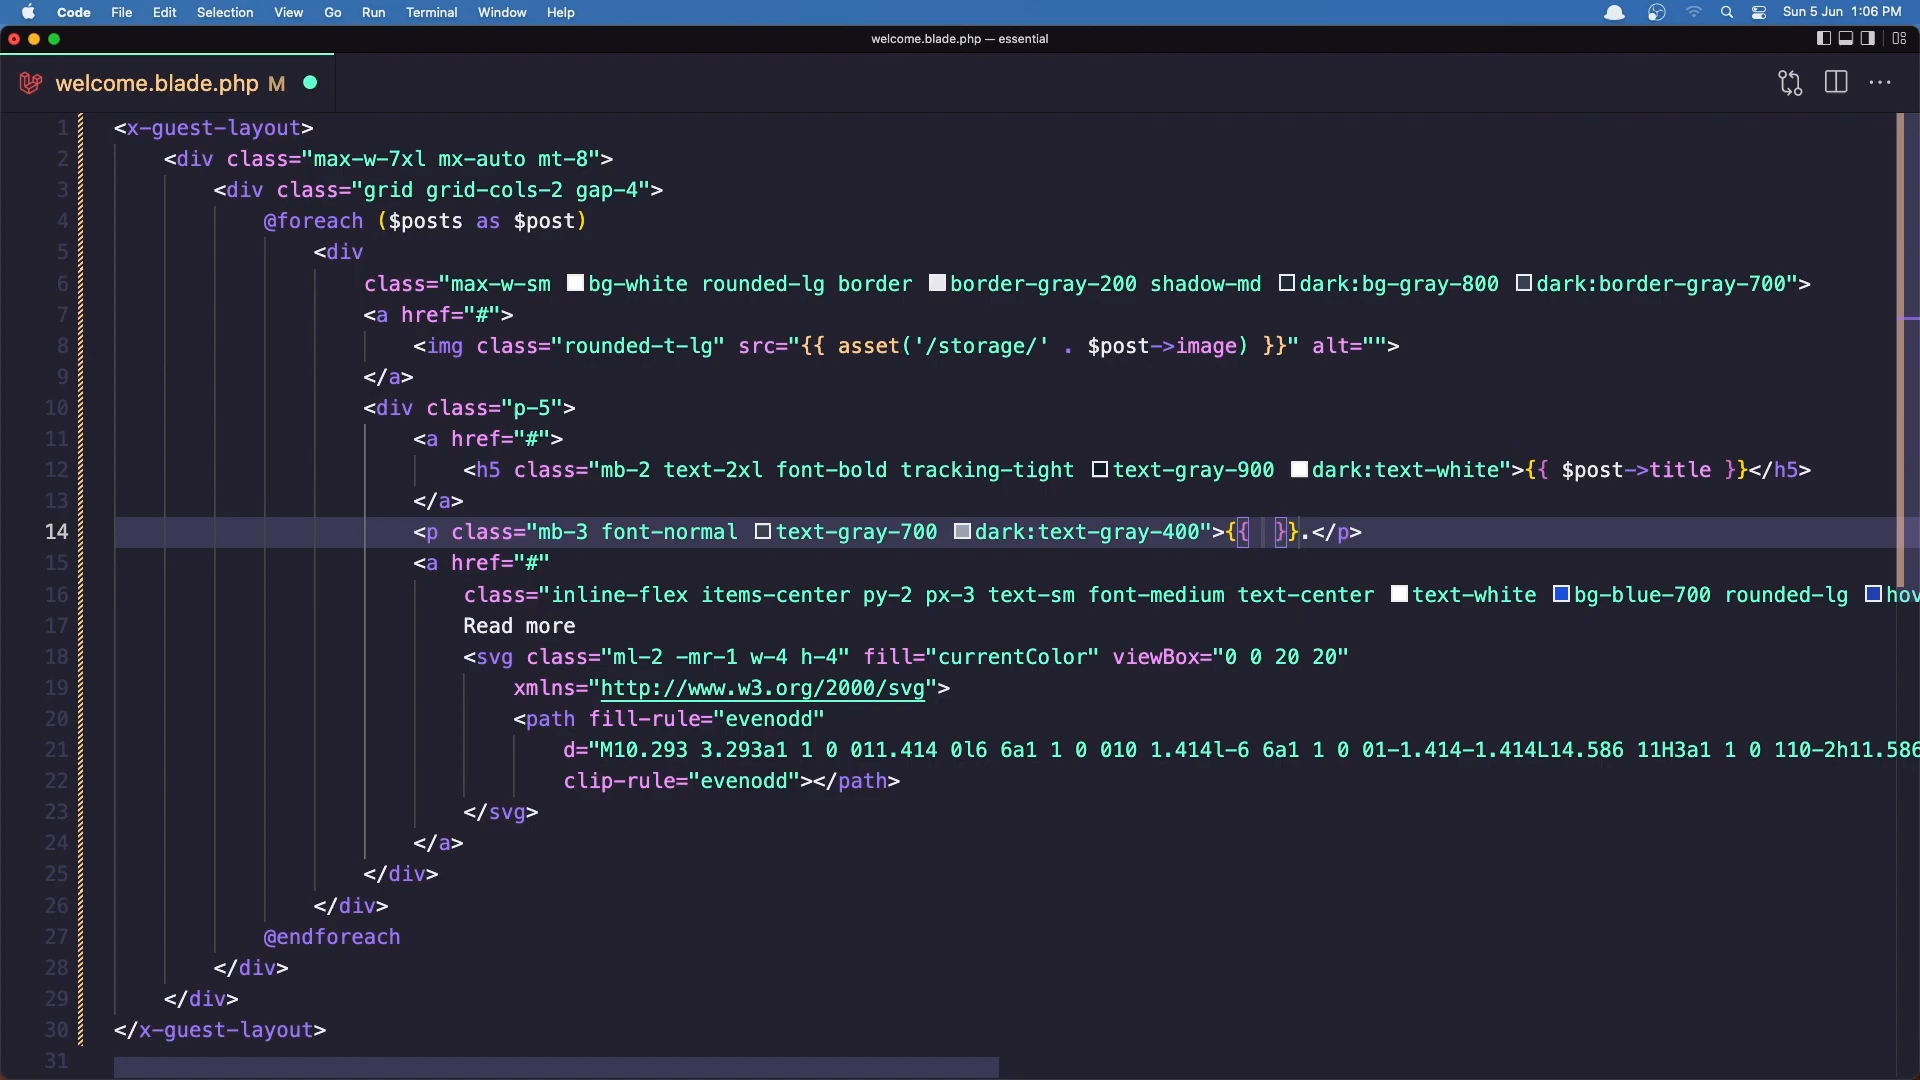 Code File Edit Selection View Go Run Terminal Window Help Sun 5 Jun 1:06 PM
welcome.blade.php — essential
welcome.blade.php M
1 <x-guest-layout>
2 <div class="max-w-7xl mx-auto mt-8">
3 <div class="grid grid-cols-2 gap-4">
4 @foreach ($posts as $post)
5 <div
6 class="max-w-sm bg-white rounded-lg border border-gray-200 shadow-md dark:bg-gray-800 dark:border-gray-700">
7 <a href="#">
8 <img class="rounded-t-lg" src="{{ asset('/storage/' . $post->image) }}" alt="">
9 </a>
10 <div class="p-5">
11 <a href="#">
12 <h5 class="mb-2 text-2xl font-bold tracking-tight text-gray-900 dark:text-white">{{ $post->title }}</h5>
13 </a>
14 <p class="mb-3 font-normal text-gray-700 dark:text-gray-400">{{ }}.</p>
15 <a href="#"
16 class="inline-flex items-center py-2 px-3 text-sm font-medium text-center text-white bg-blue-700 rounded-lg hov
17 Read more
18 <svg class="ml-2 -mr-1 w-4 h-4" fill="currentColor" viewBox="0 0 20 20"
19 xmlns="http://www.w3.org/2000/svg">
20 <path fill-rule="evenodd"
21 d="M10.293 3.293a1 1 0 011.414 0l6 6a1 1 0 010 1.414l-6 6a1 1 0 01-1.414-1.414L14.586 11H3a1 1 0 110-2h11.586
22 clip-rule="evenodd"></path>
23 </svg>
24 </a>
25 </div>
26 </div>
27 @endforeach
28 </div>
29 </div>
30 </x-guest-layout>
31